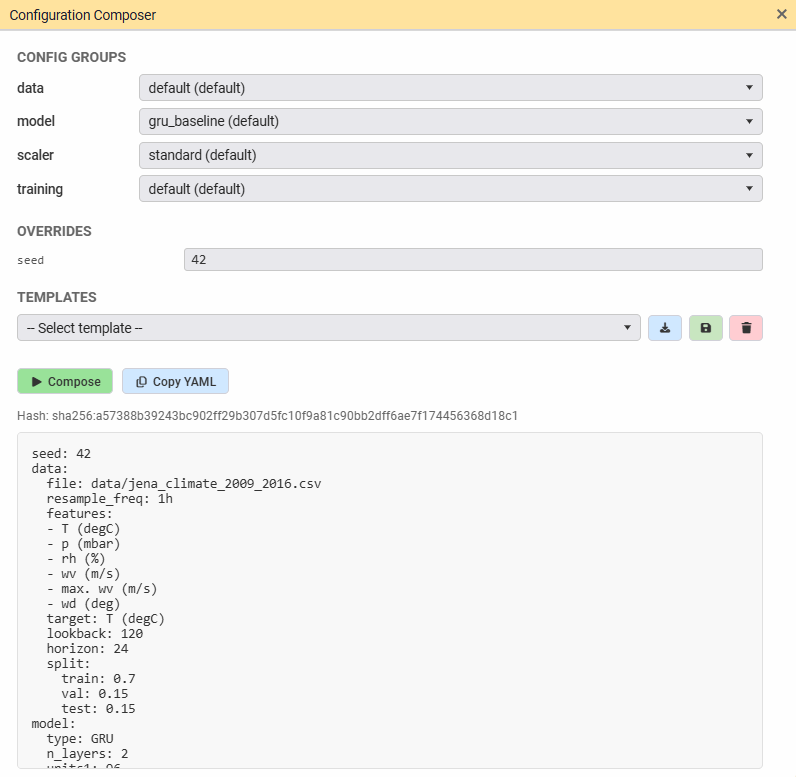 Configuration Composer
CONFIG GROUPS
data default (default)
model gru_baseline (default)
scaler standard (default)
training default (default)
OVERRIDES
seed 42
TEMPLATES
-- Select template --
Compose Copy YAML
Hash: sha256:a57388b39243bc902ff29b307d5fc10f9a81c90bb2dff6ae7f174456368d18c1
seed: 42
data:
  file: data/jena_climate_2009_2016.csv
  resample_freq: 1h
  features:
  - T (degC)
  - p (mbar)
  - rh (%)
  - wv (m/s)
  - max. wv (m/s)
  - wd (deg)
  target: T (degC)
  lookback: 120
  horizon: 24
  split:
    train: 0.7
    val: 0.15
    test: 0.15
model:
  type: GRU
  n_layers: 2